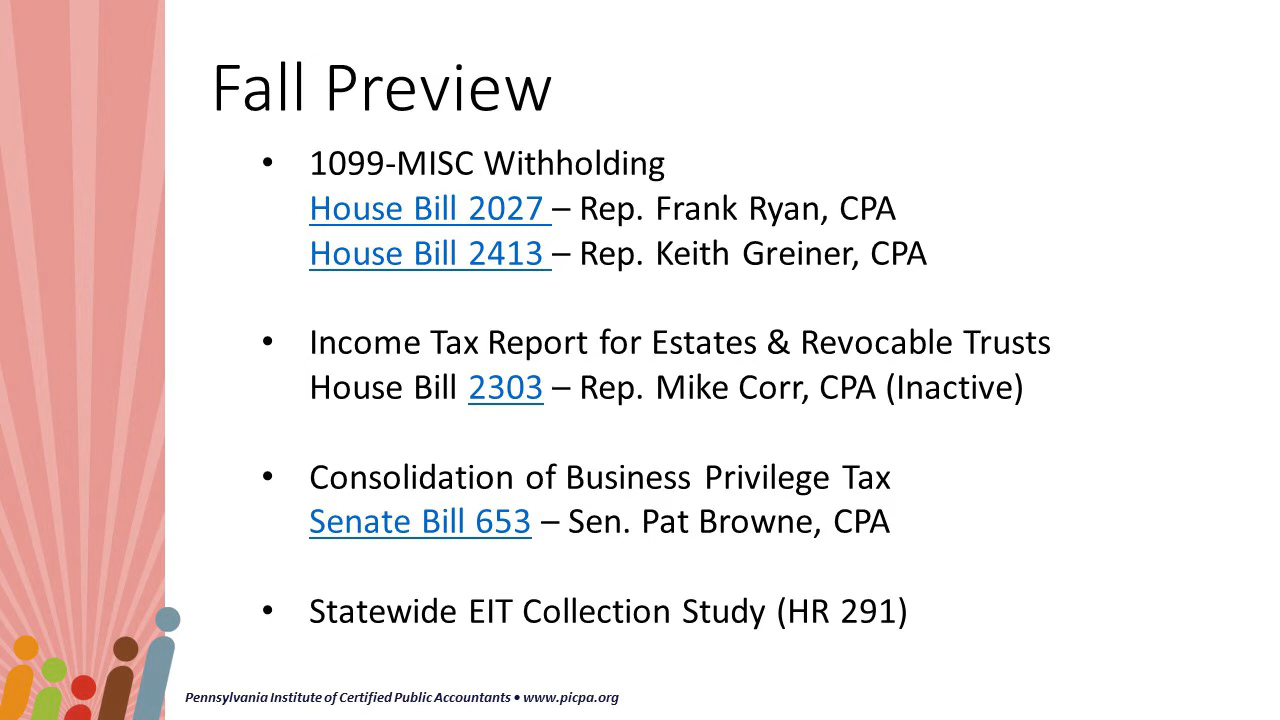 Fall Preview
• 1099-MISC Withholding
House Bill 2027 – Rep. Frank Ryan, CPA
House Bill 2413 – Rep. Keith Greiner, CPA
• Income Tax Report for Estates & Revocable Trusts
House Bill 2303 – Rep. Mike Corr, CPA (Inactive)
• Consolidation of Business Privilege Tax
Senate Bill 653 – Sen. Pat Browne, CPA
• Statewide EIT Collection Study (HR 291)
Pennsylvania Institute of Certified Public Accountants • www.picpa.org